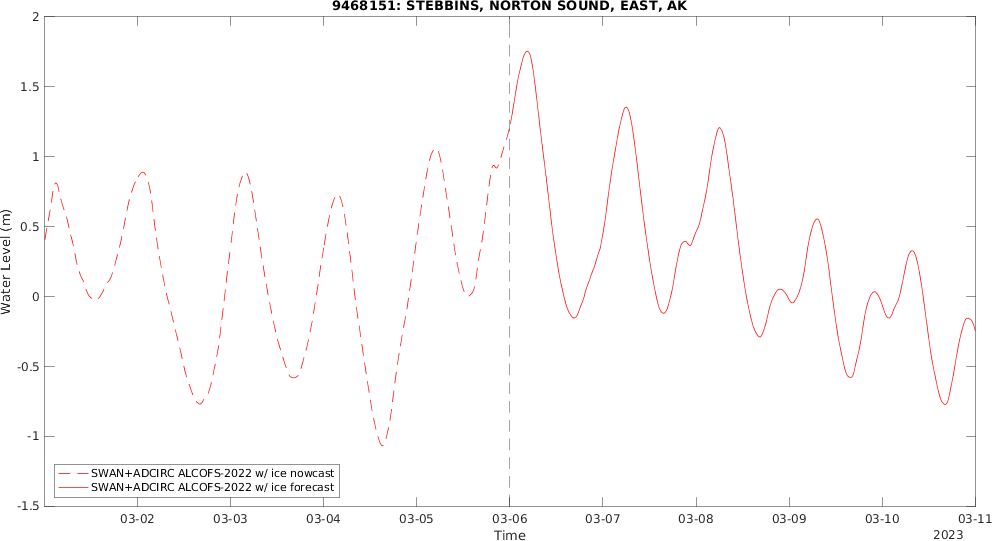 9468151: STEBBINS, NORTON SOUND, EAST, AK
2
1.5
1
0.5
0
-0.5
-1
-1.5
Water Level (m)
SWAN+ADCIRC ALCOFS-2022 w/ ice nowcast
SWAN+ADCIRC ALCOFS-2022 w/ ice forecast
03-02 03-03 03-04 03-05 03-06 03-07 03-08 03-09 03-10 03-11
Time
2023